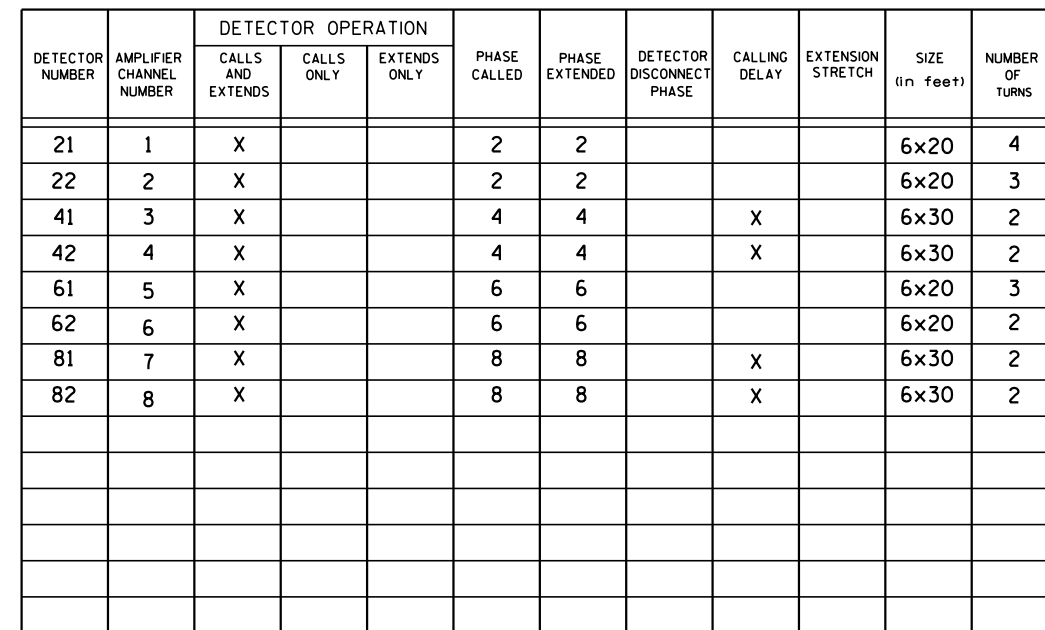 DETECTOR OPERATION
DETECTOR NUMBER AMPLIFIER CHANNEL NUMBER CALLS AND EXTENDS CALLS ONLY EXTENDS ONLY PHASE CALLED PHASE EXTENDED DETECTOR DISCONNECT PHASE CALLING DELAY EXTENSION STRETCH SIZE (in feet) NUMBER OF TURNS
21 1 X 2 2 6x20 4
22 2 X 2 2 6x20 3
41 3 X 4 4 X 6x30 2
42 4 X 4 4 X 6x30 2
61 5 X 6 6 6x20 3
62 6 X 6 6 6x20 2
81 7 X 8 8 X 6x30 2
82 8 X 8 8 X 6x30 2